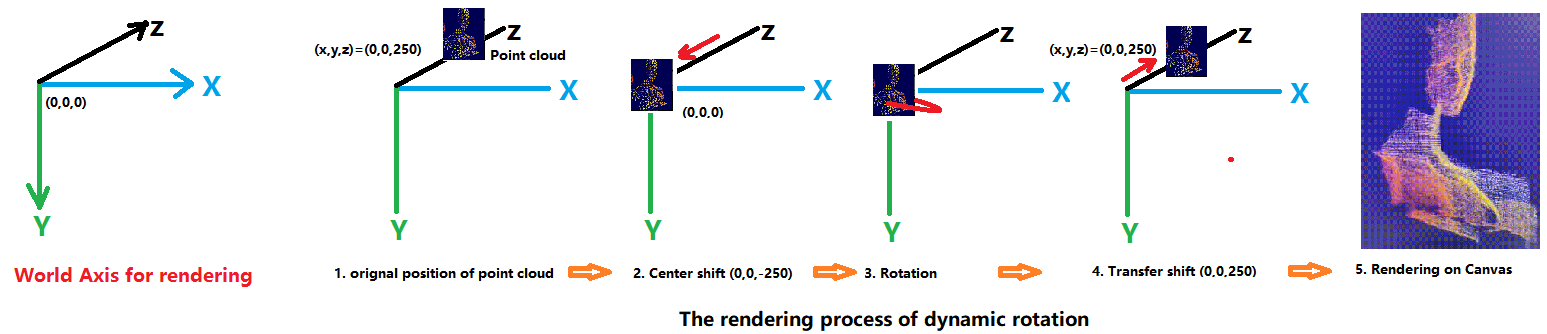 Z
X
(0,0,0)
Y
World Axis for rendering
(x,y,z)=(0,0,250)
Z
Point cloud
X
Y
1. orignal position of point cloud
Z
X
(0,0,0)
Y
2. Center shift (0,0,-250)
Z
X
Y
3. Rotation
(x,y,z)=(0,0,250)
Z
X
Y
4. Transfer shift (0,0,250)
5. Rendering on Canvas
The rendering process of dynamic rotation